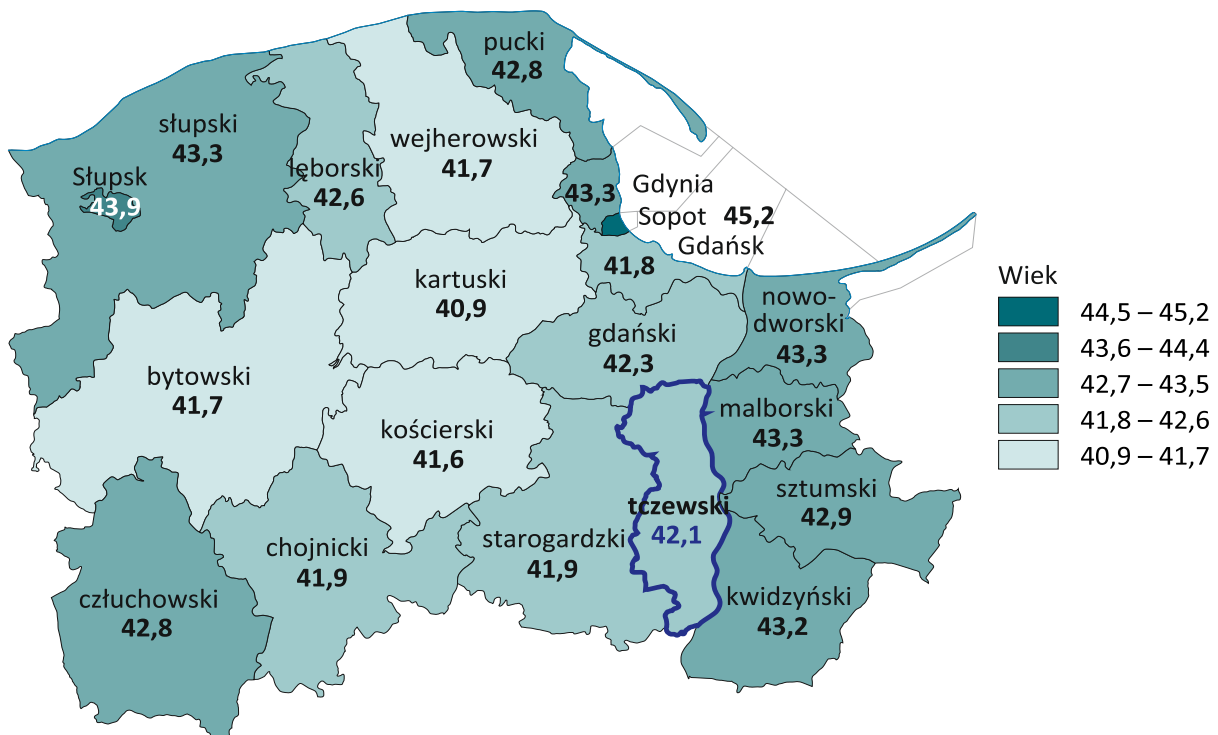 pucki
42,8
słupski
43,3
wejherowski
41,7
lęborski
42,6
Słupsk
43,9
43,3
Gdynia
Sopot 45,2
Gdańsk
41,8
kartuski
40,9
nowo-
dworski
43,3
gdański
42,3
bytowski
41,7
kościerski
41,6
malborski
43,3
tczewski
42,1
sztumski
42,9
starogardzki
41,9
chojnicki
41,9
człuchowski
42,8
kwidzyński
43,2
Wiek
44,5 – 45,2
43,6 – 44,4
42,7 – 43,5
41,8 – 42,6
40,9 – 41,7